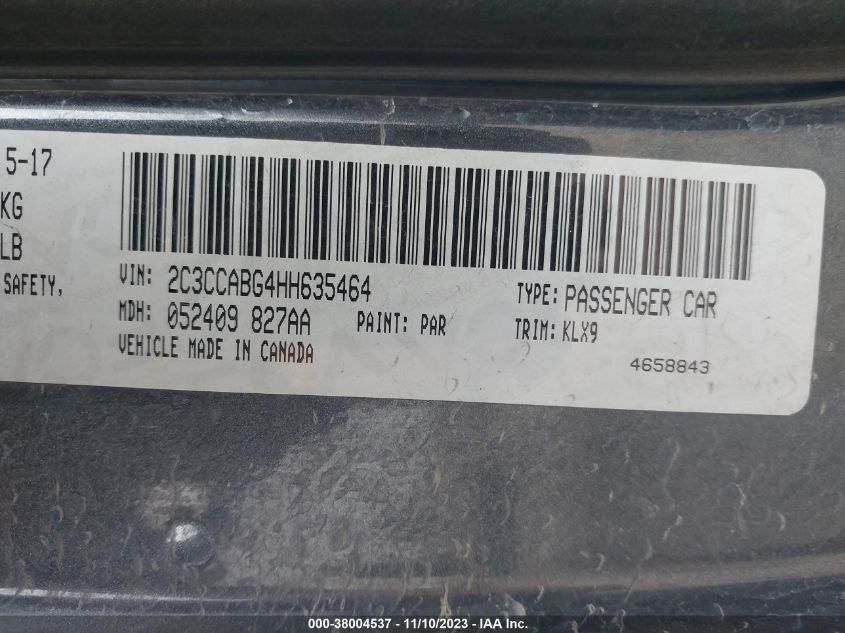 5-17
KG
LB
SAFETY,
VIN: 2C3CCABG4HH635464
TYPE: PASSENGER CAR
MDH: 052409 827AA
PAINT: PAR
TRIM: KLX9
VEHICLE MADE IN CANADA
4658843
000-38004537 - 11/10/2023 - IAA Inc.